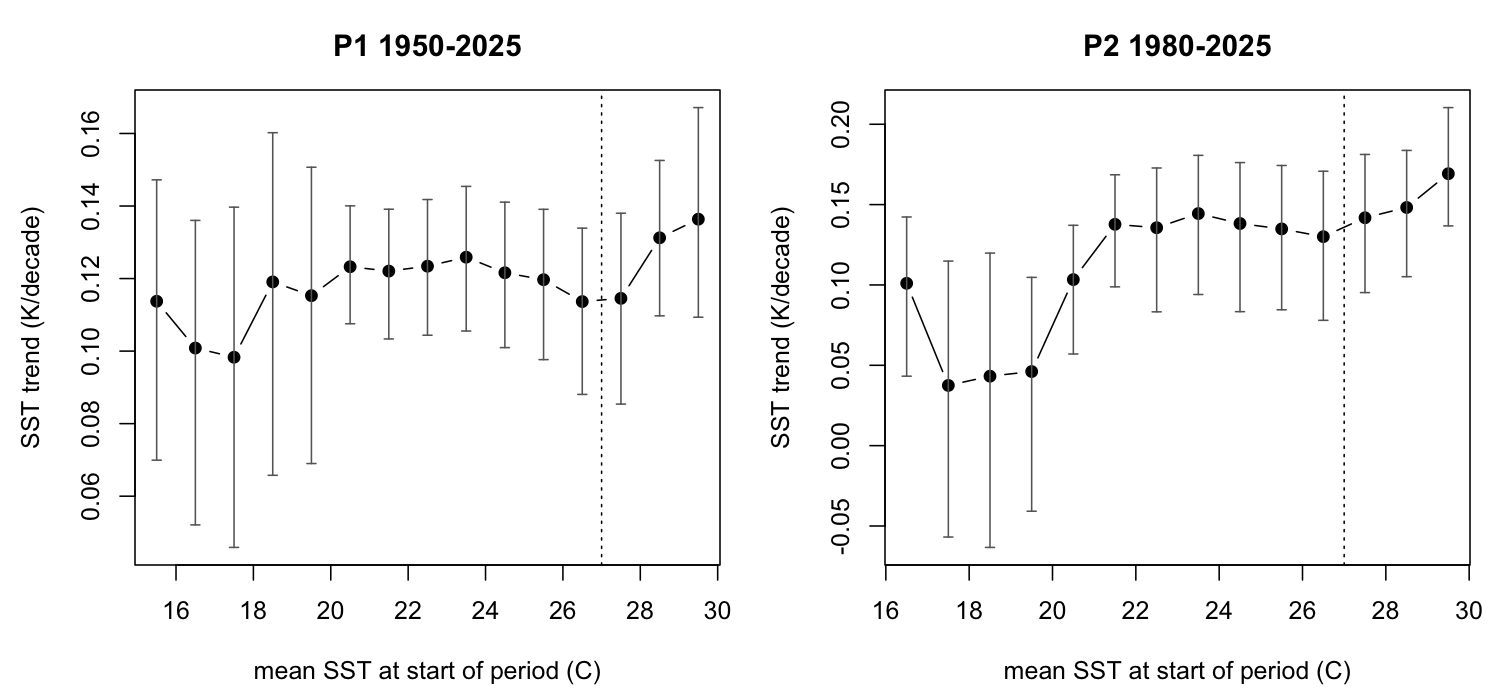 P1 1950-2025
SST trend (K/decade)
0.16
0.14
0.12
0.10
0.08
0.06
16 18 20 22 24 26 28 30
mean SST at start of period (C)
P2 1980-2025
SST trend (K/decade)
0.20
0.15
0.10
0.05
0.00
-0.05
16 18 20 22 24 26 28 30
mean SST at start of period (C)